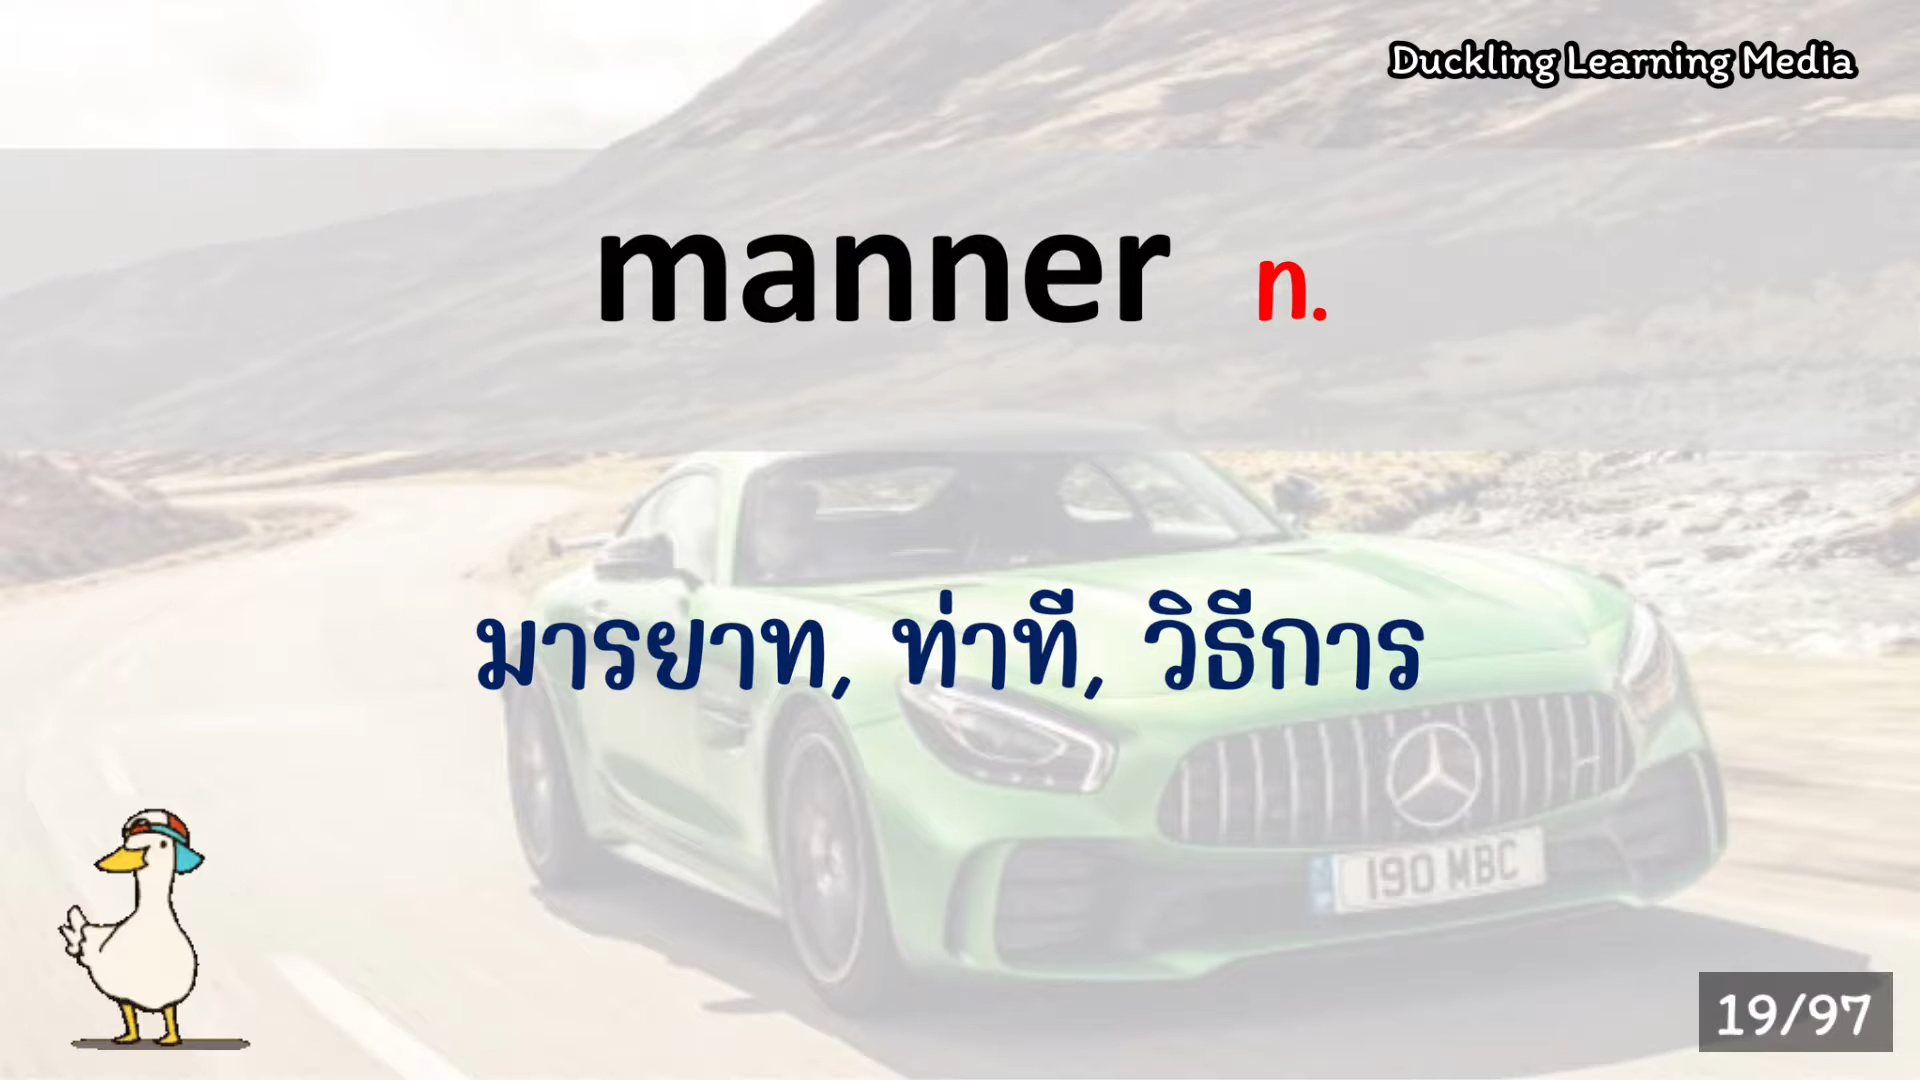 Duckling Learning Media
manner n.
มารยาท, ท่าที, วิธีการ
190 MBC
19/97